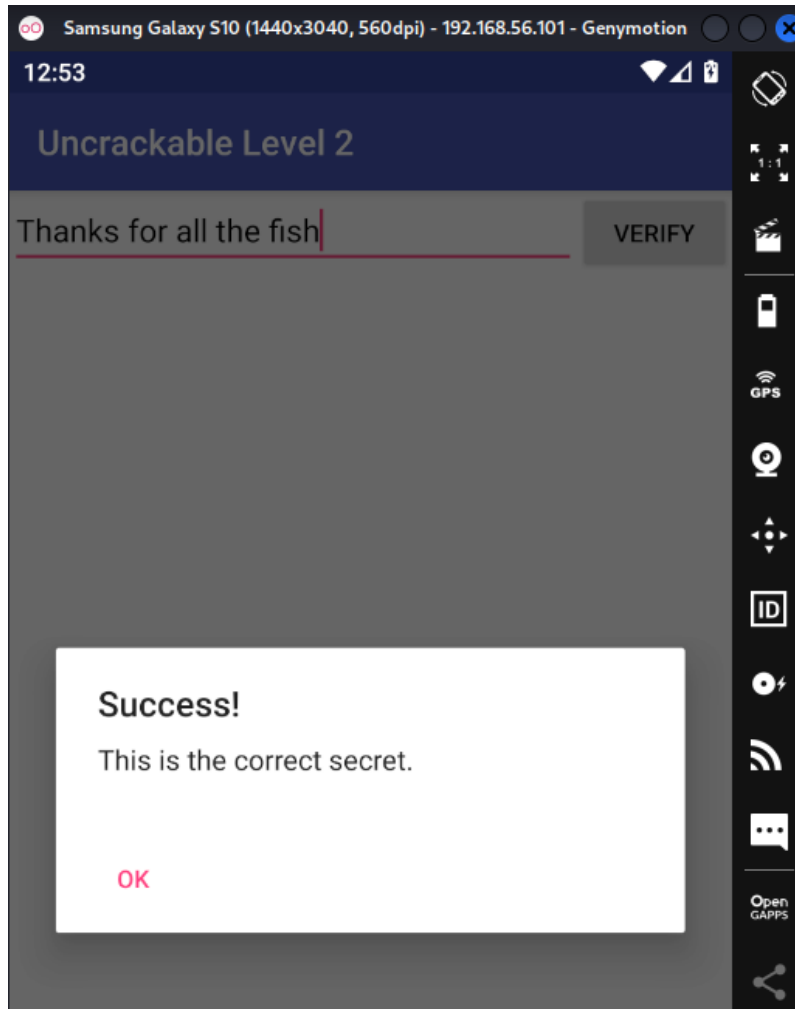 Samsung Galaxy S10 (1440x3040, 560dpi) - 192.168.56.101 - Genymotion
12:53
Uncrackable Level 2
Thanks for all the fish
VERIFY
1:1
GPS
ID
Success!
This is the correct secret.
OK
Open
GAPPS